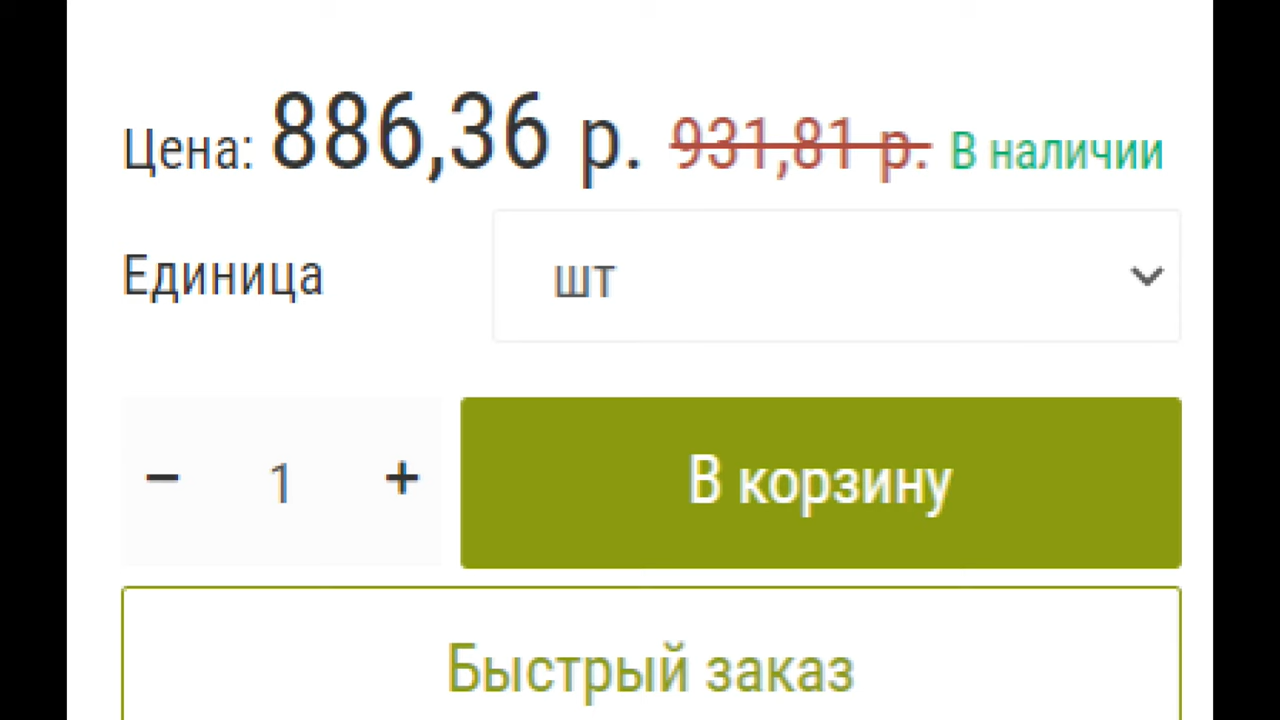 Цена: 886,36 р. 931,81 р. В наличии
Единица шт
− 1 + В корзину
Быстрый заказ